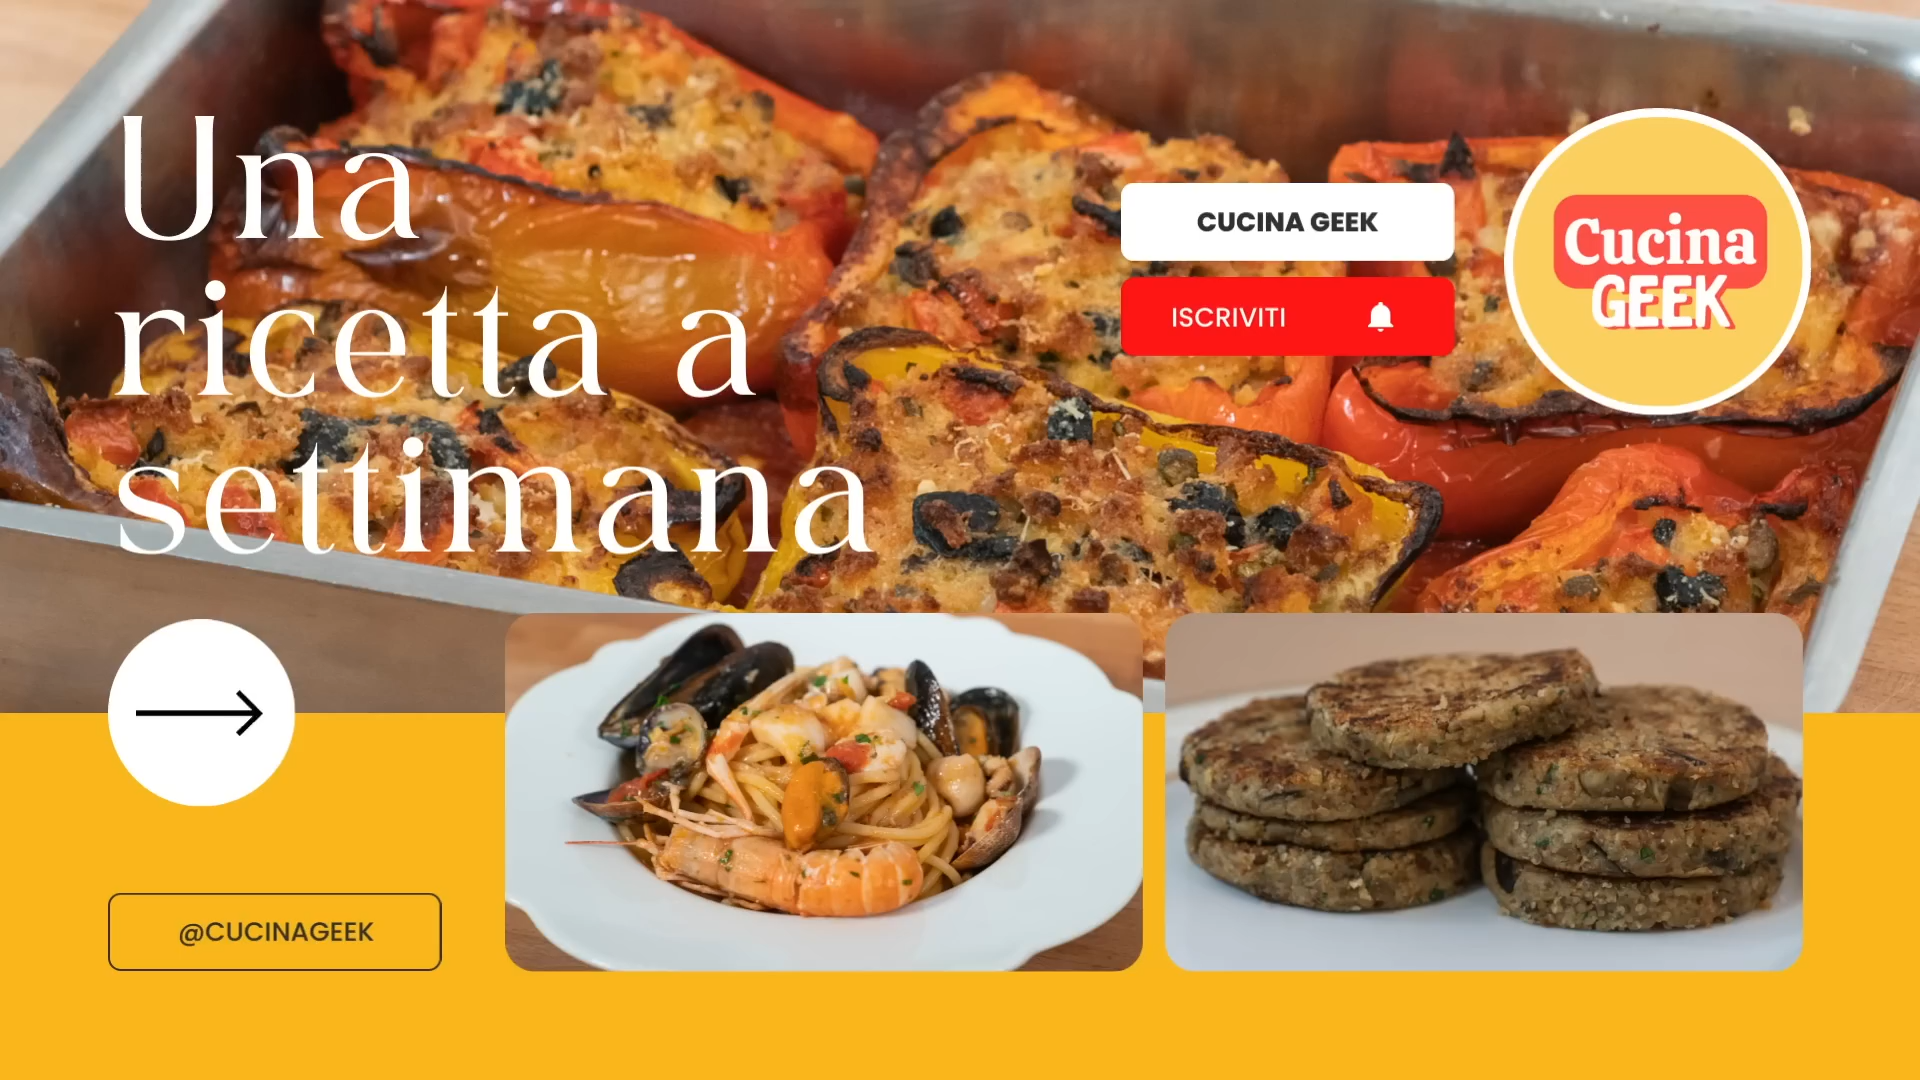 Una
ricetta a
settimana
CUCINA GEEK
ISCRIVITI
Cucina
GEEK
@CUCINAGEEK